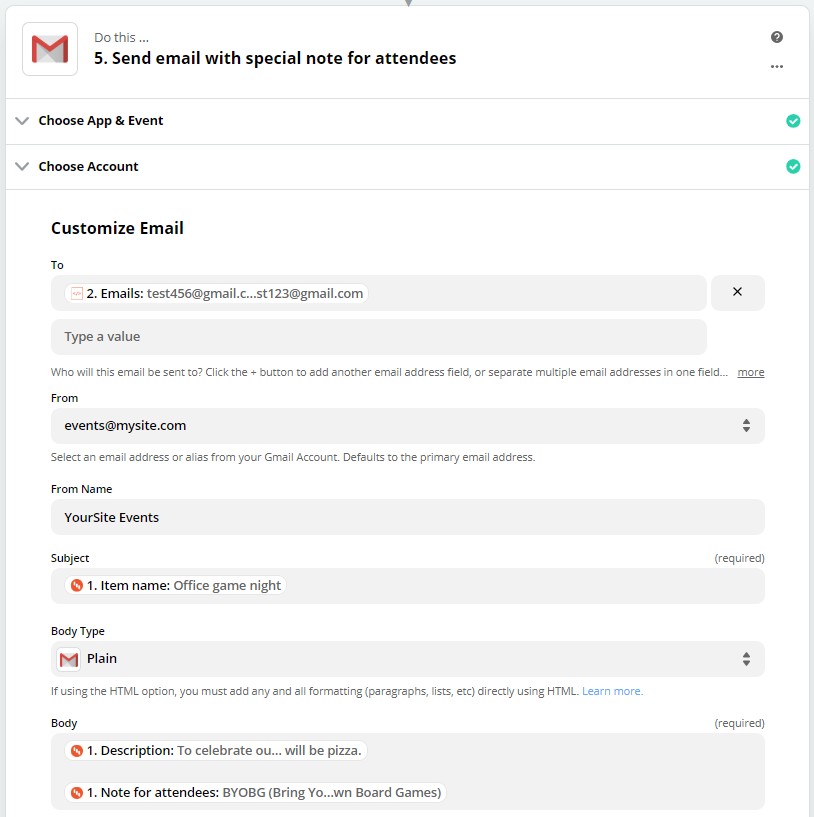 Do this ...
5. Send email with special note for attendees
Choose App & Event
Choose Account
Customize Email
To
2. Emails: test456@gmail.c...st123@gmail.com
Type a value
Who will this email be sent to? Click the + button to add another email address field, or separate multiple email addresses in one field... more
From
events@mysite.com
Select an email address or alias from your Gmail Account. Defaults to the primary email address.
From Name
YourSite Events
Subject (required)
1. Item name: Office game night
Body Type
Plain
If using the HTML option, you must add any and all formatting (paragraphs, lists, etc) directly using HTML. Learn more.
Body (required)
1. Description: To celebrate ou... will be pizza.
1. Note for attendees: BYOBG (Bring Yo...wn Board Games)